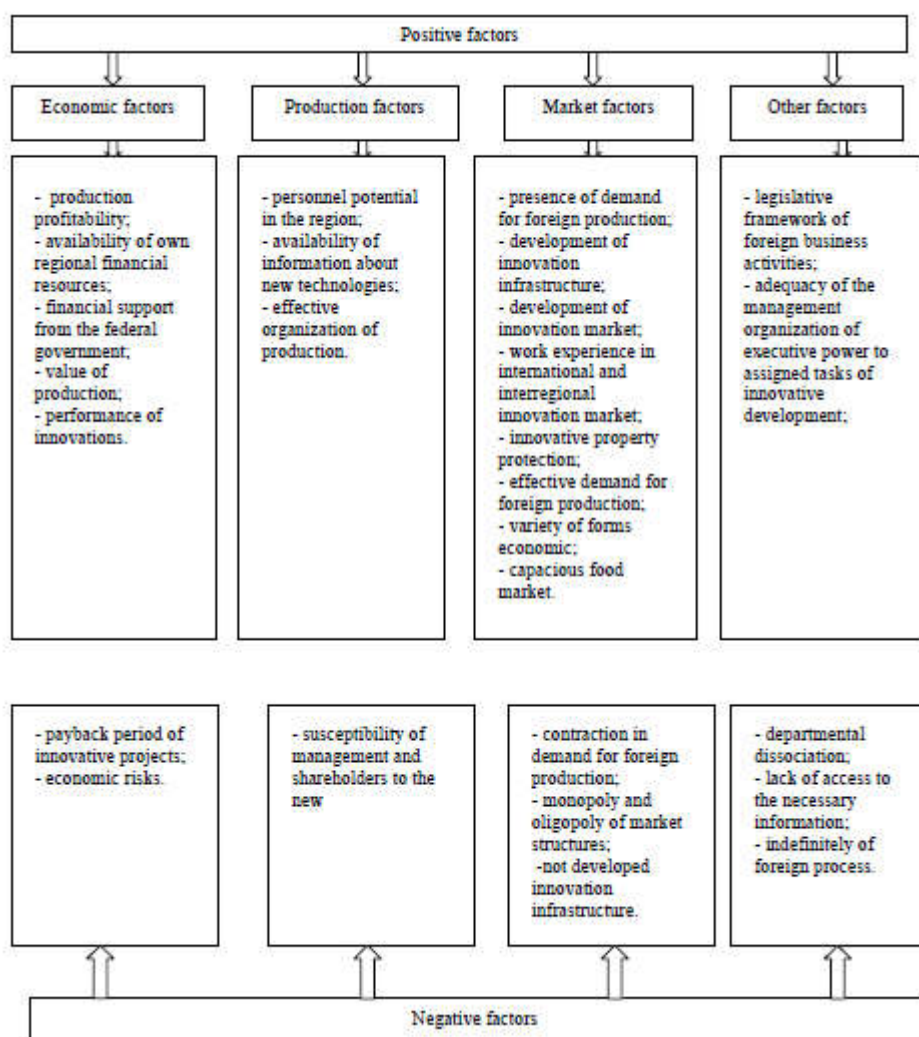 Positive factors
Economic factors
Production factors
Market factors
Other factors
- production
profitability;
- availability of own
regional financial
resources;
- financial support
from the federal
government;
- value of
production;
- performance of
innovations.
- personnel potential
in the region;
- availability of
information about
new technologies;
- effective
organization of
production.
- presence of demand
for foreign production;
- development of
innovation
infrastructure;
- development of
innovation market;
- work experience in
international and
interregional
innovation market;
- innovative property
protection;
- effective demand for
foreign production;
- variety of forms
economic;
- capacious food
market.
- legislative
framework of
foreign business
activities;
- adequacy of the
management
organization of
executive power to
assigned tasks of
innovative
development;
- payback period of
innovative projects;
- economic risks.
- susceptibility of
management and
shareholders to the
new
- contraction in
demand for foreign
production;
- monopoly and
oligopoly of market
structures;
-not developed
innovation
infrastructure.
- departmental
dissociation;
- lack of access to
the necessary
information;
- indefinitely of
foreign process.
Negative factors